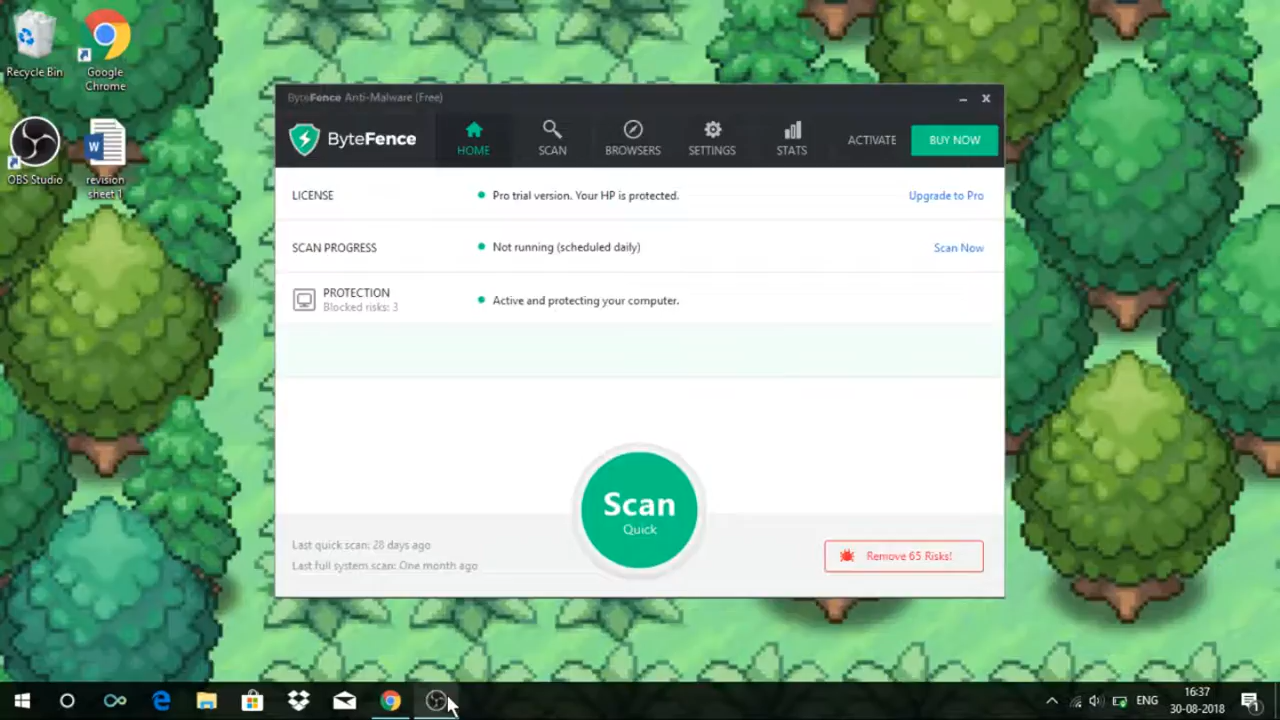 Recycle Bin
Google
Chrome
OBS Studio
revision
sheet 1
ByteFence Anti-Malware (Free)
ByteFence
HOME
SCAN
BROWSERS
SETTINGS
STATS
ACTIVATE
BUY NOW
LICENSE
Pro trial version. Your HP is protected.
Upgrade to Pro
SCAN PROGRESS
Not running (scheduled daily)
Scan Now
PROTECTION
Blocked risks: 3
Active and protecting your computer.
Scan
Quick
Last quick scan: 28 days ago
Last full system scan: One month ago
Remove 65 Risks!
ENG
16:37
30-08-2018
1